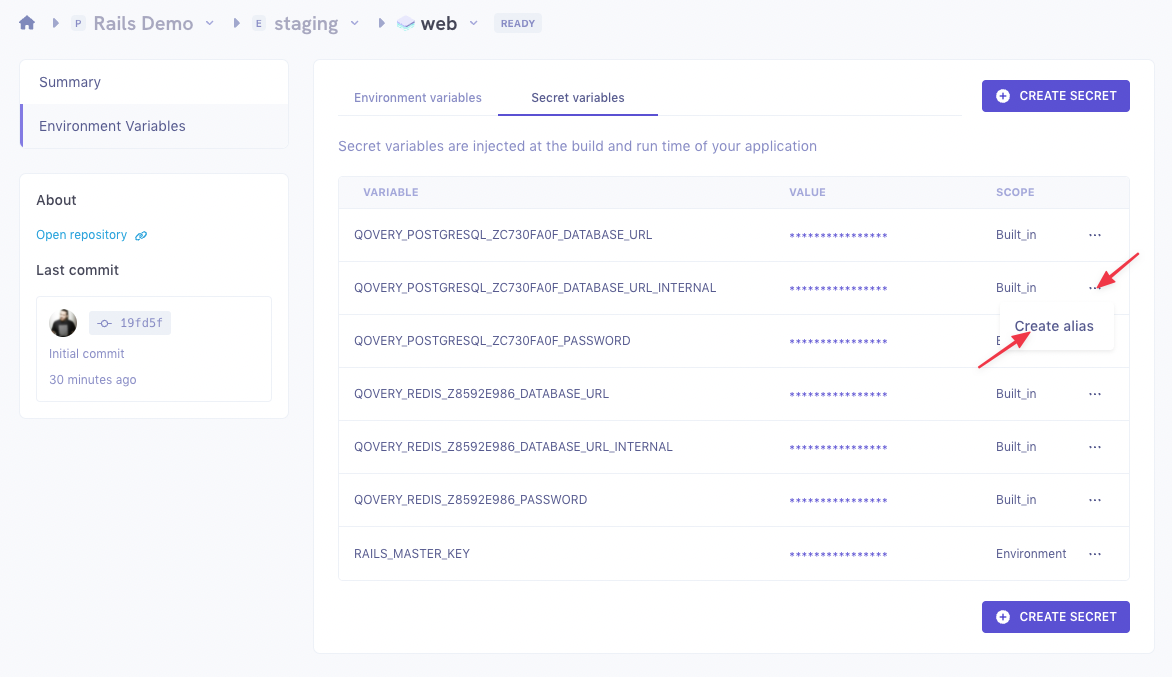 P Rails Demo E staging web READY
Summary
Environment Variables
About
Open repository
Last commit
19fd5f
Initial commit
30 minutes ago
Environment variables Secret variables CREATE SECRET
Secret variables are injected at the build and run time of your application
VARIABLE VALUE SCOPE
QOVERY_POSTGRESQL_ZC730FA0F_DATABASE_URL **************** Built_in ...
QOVERY_POSTGRESQL_ZC730FA0F_DATABASE_URL_INTERNAL **************** Built_in ...
Create alias
QOVERY_POSTGRESQL_ZC730FA0F_PASSWORD ****************
QOVERY_REDIS_Z8592E986_DATABASE_URL **************** Built_in ...
QOVERY_REDIS_Z8592E986_DATABASE_URL_INTERNAL **************** Built_in ...
QOVERY_REDIS_Z8592E986_PASSWORD **************** Built_in ...
RAILS_MASTER_KEY **************** Environment ...
CREATE SECRET